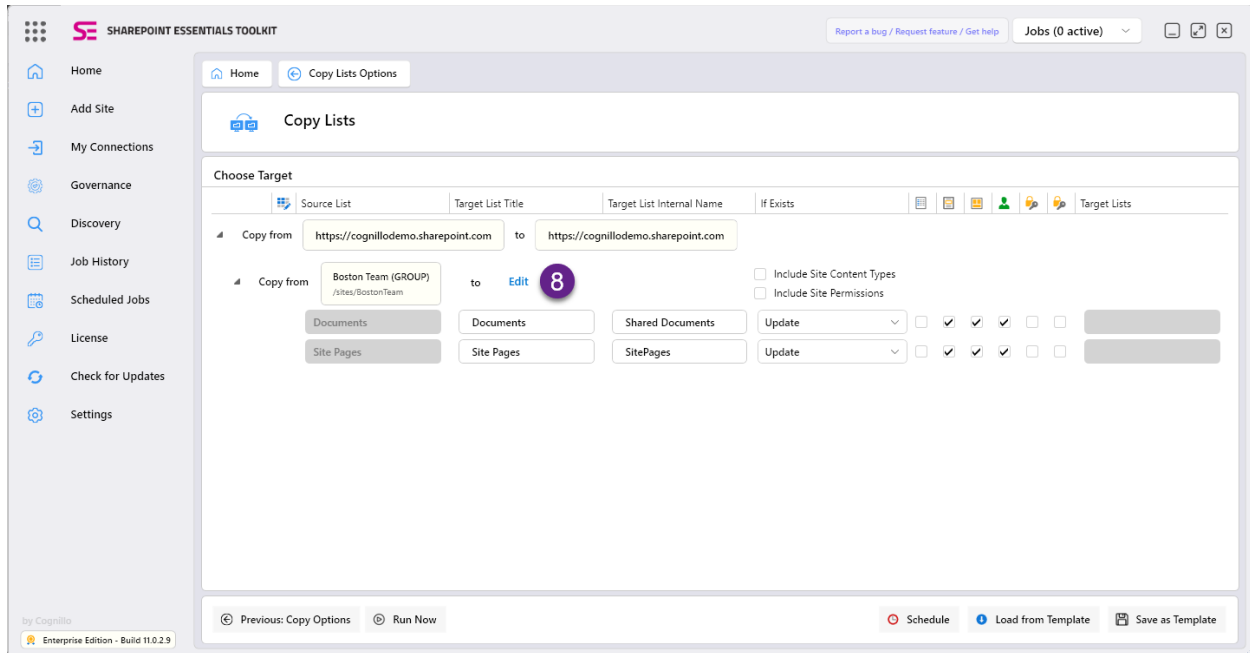 SE SHAREPOINT ESSENTIALS TOOLKIT
Report a bug / Request feature / Get help
Jobs (0 active)
Home
Add Site
My Connections
Governance
Discovery
Job History
Scheduled Jobs
License
Check for Updates
Settings
by Cognillo
Enterprise Edition - Build 11.0.2.9
Home
Copy Lists Options
Copy Lists
Choose Target
Source List Target List Title Target List Internal Name If Exists Target Lists
Copy from https://cognillodemo.sharepoint.com to https://cognillodemo.sharepoint.com
Copy from Boston Team (GROUP) to Edit 8
/sites/BostonTeam
Include Site Content Types
Include Site Permissions
Documents Documents Shared Documents Update
Site Pages Site Pages SitePages Update
Previous: Copy Options Run Now Schedule Load from Template Save as Template